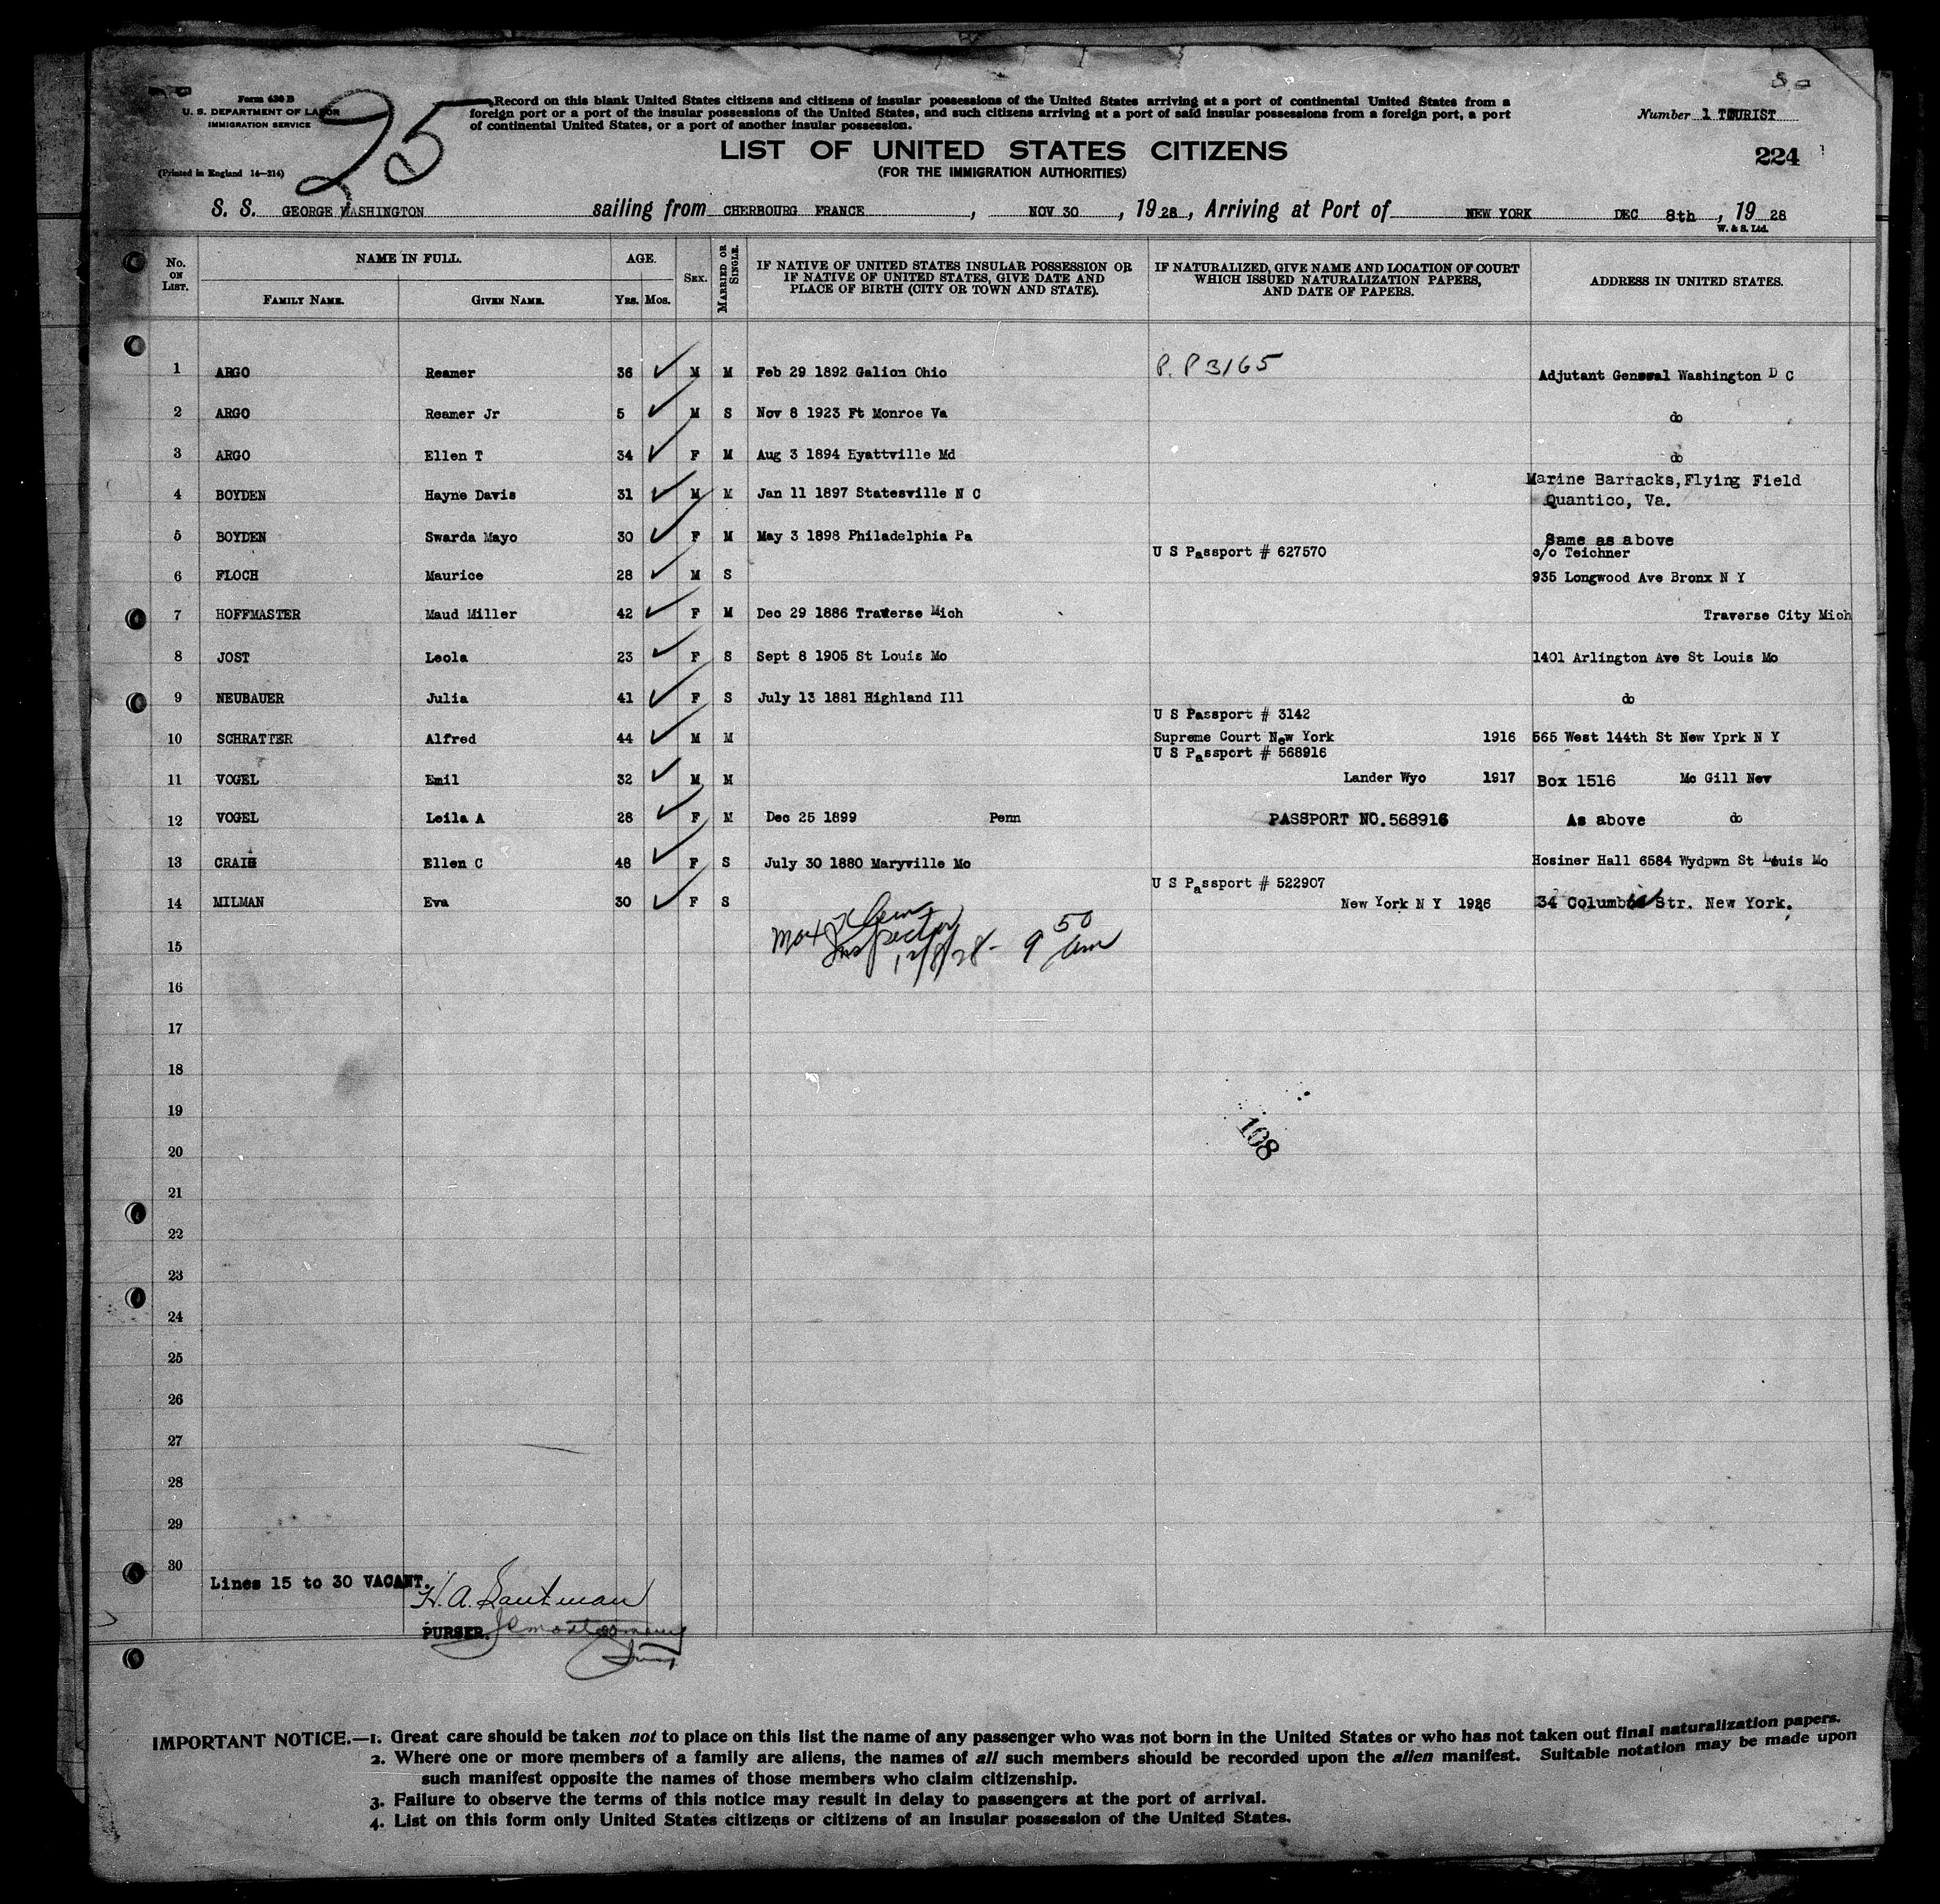 Form 630 B
U. S. DEPARTMENT OF LABOR
IMMIGRATION SERVICE
(Printed in England 14—214)
25
Record on this blank United States citizens and citizens of insular possessions of the United States arriving at a port of continental United States from a
foreign port or a port of the insular possessions of the United States, and such citizens arriving at a port of said insular possessions from a foreign port, a port
of continental United States, or a port of another insular possession.
Number 1 TOURIST
224
LIST OF UNITED STATES CITIZENS
(FOR THE IMMIGRATION AUTHORITIES)
S. S. GEORGE WASHINGTON sailing from CHERBOURG FRANCE, NOV 30, 1928, Arriving at Port of NEW YORK DEC 8th, 1928
W. & S. Ltd.
No. ON LIST. NAME IN FULL. AGE. SEX. MARRIED OR SINGLE. IF NATIVE OF UNITED STATES INSULAR POSSESSION OR IF NATIVE OF UNITED STATES, GIVE DATE AND PLACE OF BIRTH (CITY OR TOWN AND STATE). IF NATURALIZED, GIVE NAME AND LOCATION OF COURT WHICH ISSUED NATURALIZATION PAPERS, AND DATE OF PAPERS. ADDRESS IN UNITED STATES.
FAMILY NAME. GIVEN NAME. YRS. MOS.
1 ARGO Reamer 36 M M Feb 29 1892 Galion Ohio P. P 3165 Adjutant General Washington D C
2 ARGO Reamer Jr 5 M S Nov 8 1923 Ft Monroe Va do
3 ARGO Ellen T 34 F M Aug 3 1894 Hyattville Md do
Marine Barracks, Flying Field
4 BOYDEN Hayne Davis 31 M M Jan 11 1897 Statesville N C Quantico, Va.
5 BOYDEN Swarda Mayo 30 F M May 3 1898 Philadelphia Pa Same as above
U S Passport # 627570 c/o Teichner
6 FLOCH Maurice 28 M S 935 Longwood Ave Bronx N Y
7 HOFFMASTER Maud Miller 42 F M Dec 29 1886 Traverse Mich Traverse City Mich
8 JOST Leola 23 F S Sept 8 1905 St Louis Mo 1401 Arlington Ave St Louis Mo
9 NEUBAUER Julia 41 F S July 13 1881 Highland Ill do
U S Passport # 3142
10 SCHRATTER Alfred 44 M M Supreme Court New York 1916 565 West 144th St New Yprk N Y
U S Passport # 568916
11 VOGEL Emil 32 M M Lander Wyo 1917 Box 1516 Mc Gill Nev
12 VOGEL Leila A 28 F M Dec 25 1899 Penn PASSPORT NO.568916 As above do
13 CRAIG Ellen C 48 F S July 30 1880 Maryville Mo Hosiner Hall 6584 Wydpwn St Louis Mo
U S Passport # 522907
14 MILMAN Eva 30 F S New York N Y 1926 34 Columbia Str. New York.
Max
Inspector
12/8/28 - 9 50 am
15
16
17
18
19
108
20
21
22
23
24
25
26
27
28
29
30
Lines 15 to 30 VACANT.
H. A.
PURSER.
IMPORTANT NOTICE.—1. Great care should be taken not to place on this list the name of any passenger who was not born in the United States or who has not taken out final naturalization papers.
2. Where one or more members of a family are aliens, the names of all such members should be recorded upon the alien manifest. Suitable notation may be made upon
such manifest opposite the names of those members who claim citizenship.
3. Failure to observe the terms of this notice may result in delay to passengers at the port of arrival.
4. List on this form only United States citizens or citizens of an insular possession of the United States.